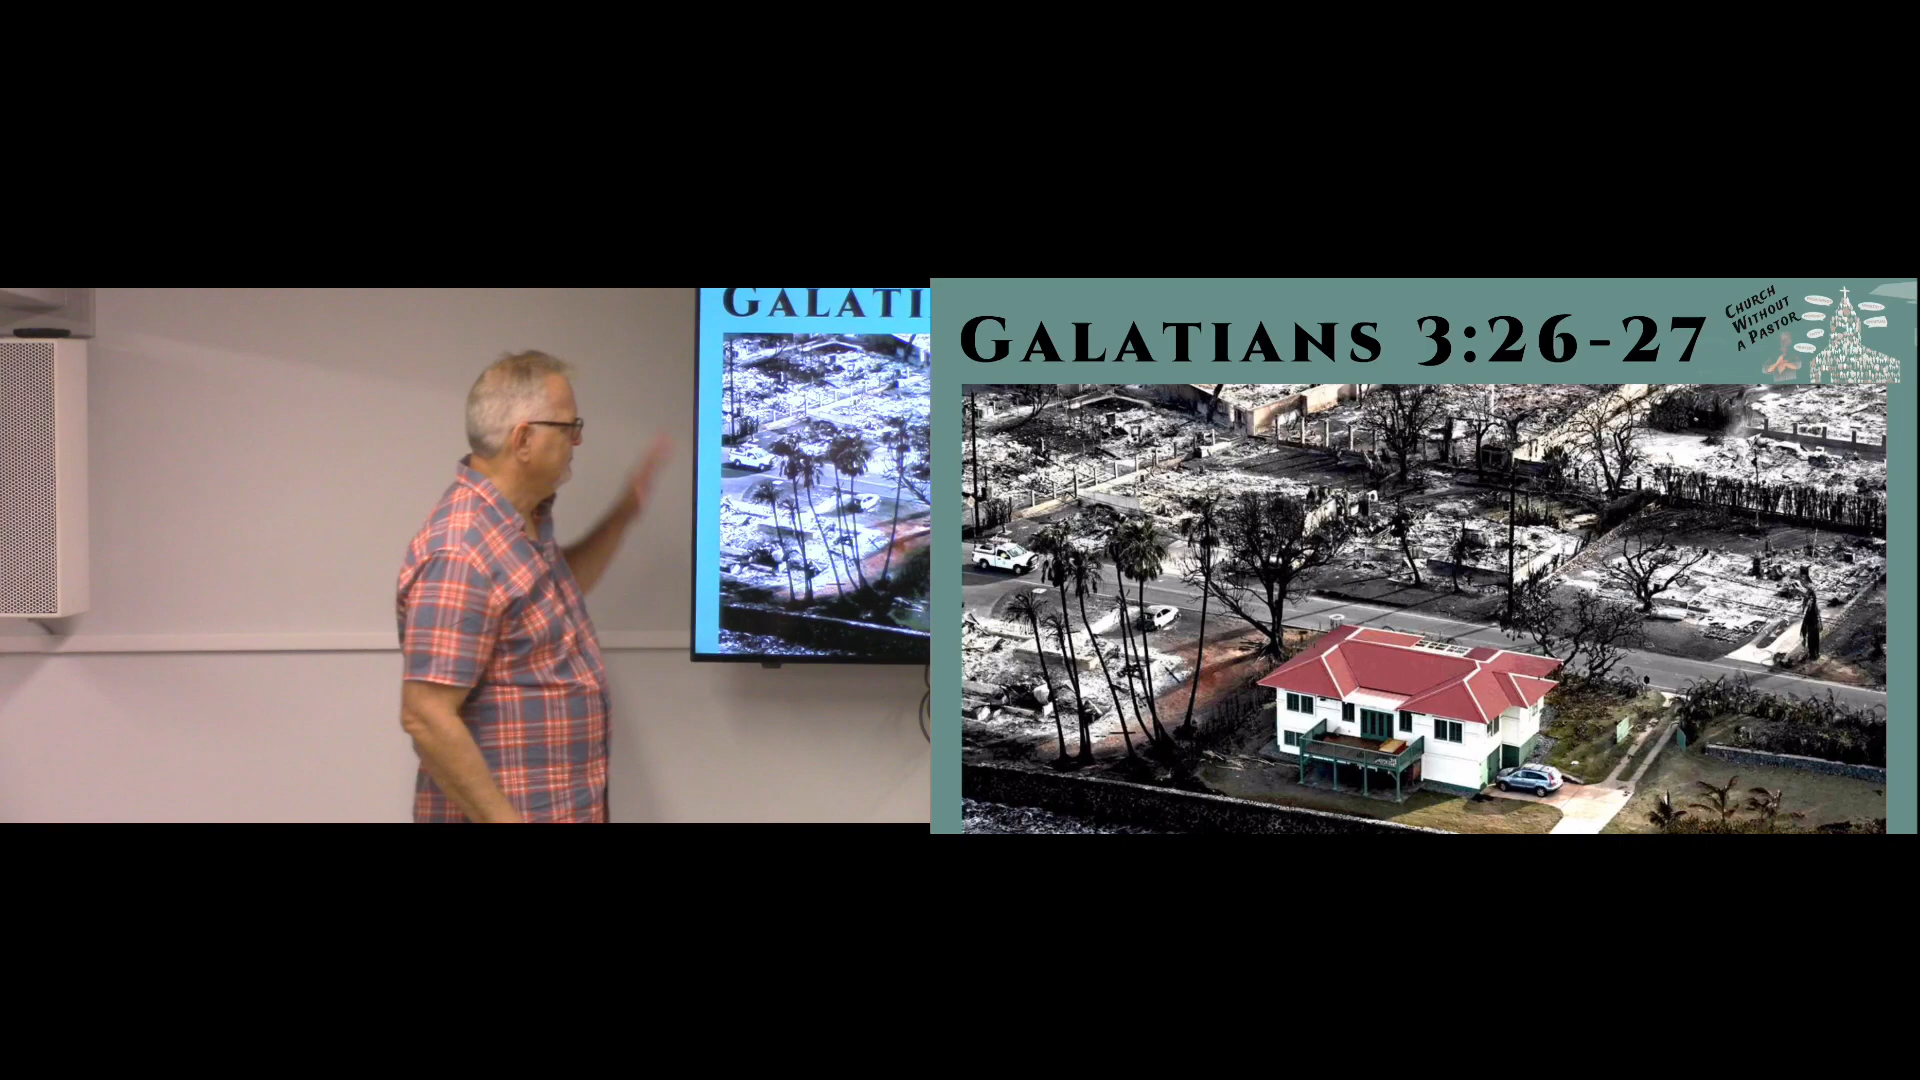 GALATI
GALATIANS 3:26-27
CHURCH
WITHOUT
A PASTOR